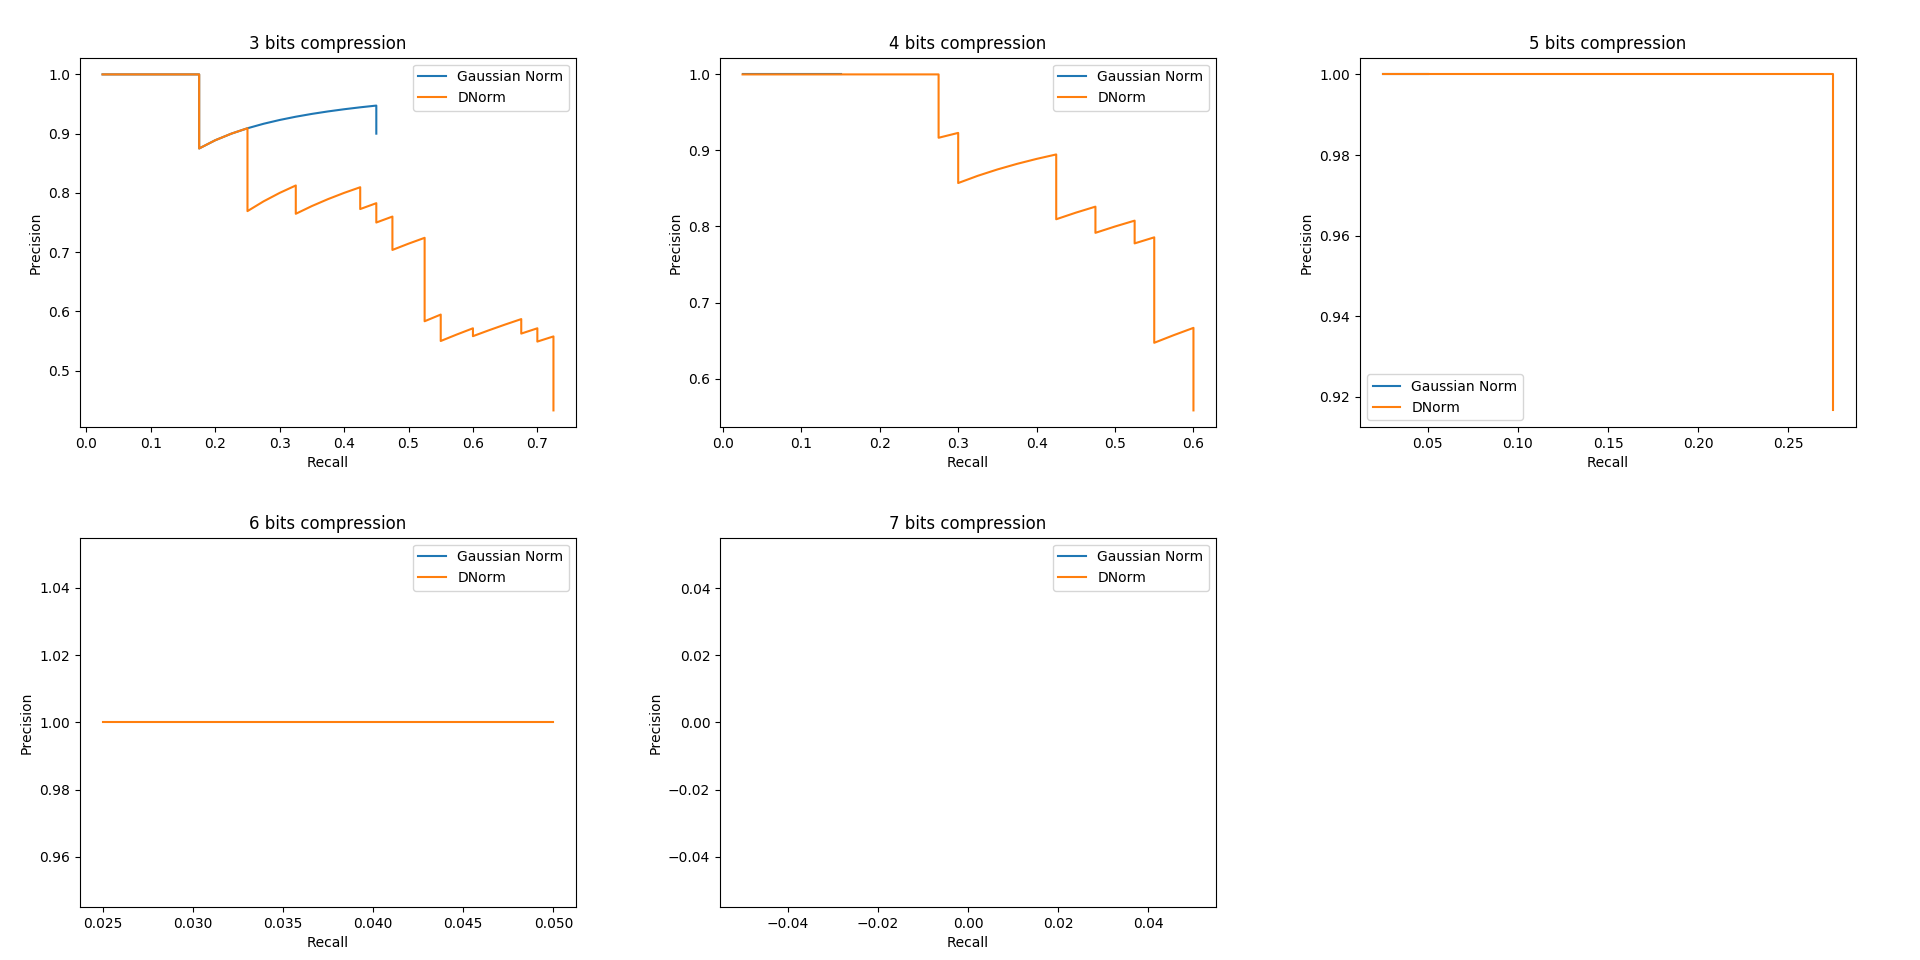 3 bits compression
1.0
0.9
0.8
0.7
0.6
0.5
Precision
Gaussian Norm
DNorm
0.0 0.1 0.2 0.3 0.4 0.5 0.6 0.7
Recall
4 bits compression
1.0
0.9
0.8
0.7
0.6
Precision
Gaussian Norm
DNorm
0.0 0.1 0.2 0.3 0.4 0.5 0.6
Recall
5 bits compression
1.00
0.98
0.96
0.94
0.92
Precision
Gaussian Norm
DNorm
0.05 0.10 0.15 0.20 0.25
Recall
6 bits compression
1.04
1.02
1.00
0.98
0.96
Precision
Gaussian Norm
DNorm
0.025 0.030 0.035 0.040 0.045 0.050
Recall
7 bits compression
0.04
0.02
0.00
−0.02
−0.04
Precision
Gaussian Norm
DNorm
−0.04 −0.02 0.00 0.02 0.04
Recall